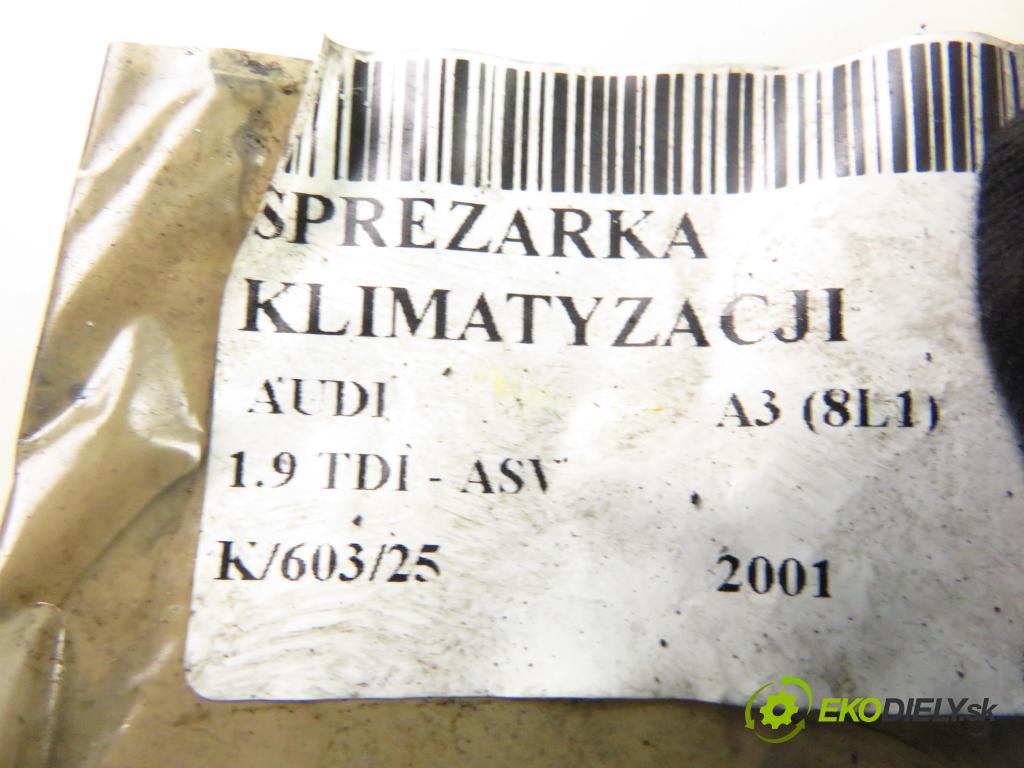 SPREZARKA
KLIMATYZACJI
AUDI A3 (8L1)
1.9 TDI - ASV
K/603/25 2001
EKODIELY.sk